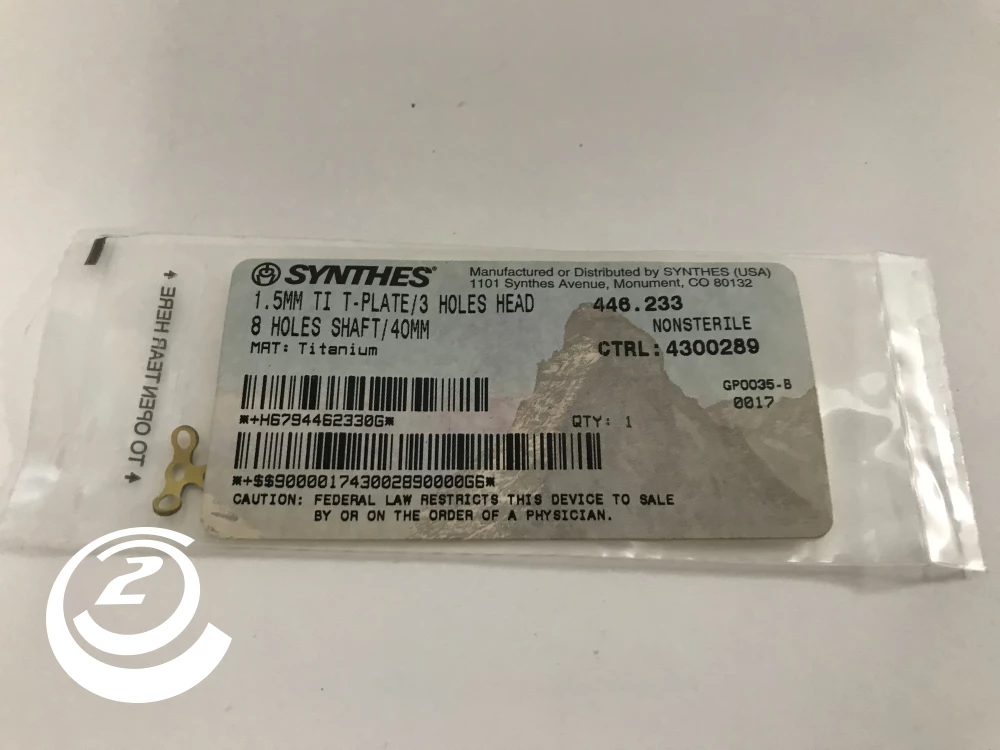 SYNTHES®
Manufactured or Distributed by SYNTHES (USA)
1101 Synthes Avenue, Monument, CO 80132
1.5MM TI T-PLATE/3 HOLES HEAD
446.233
8 HOLES SHAFT/40MM
NONSTERILE
MAT: Titanium
CTRL: 4300289
GP0035-B
0017
*+H6794462330G*
QTY: 1
*+$$9000017430028900000G6*
CAUTION: FEDERAL LAW RESTRICTS THIS DEVICE TO SALE
BY OR ON THE ORDER OF A PHYSICIAN.
TO OPEN TEAR HERE
2